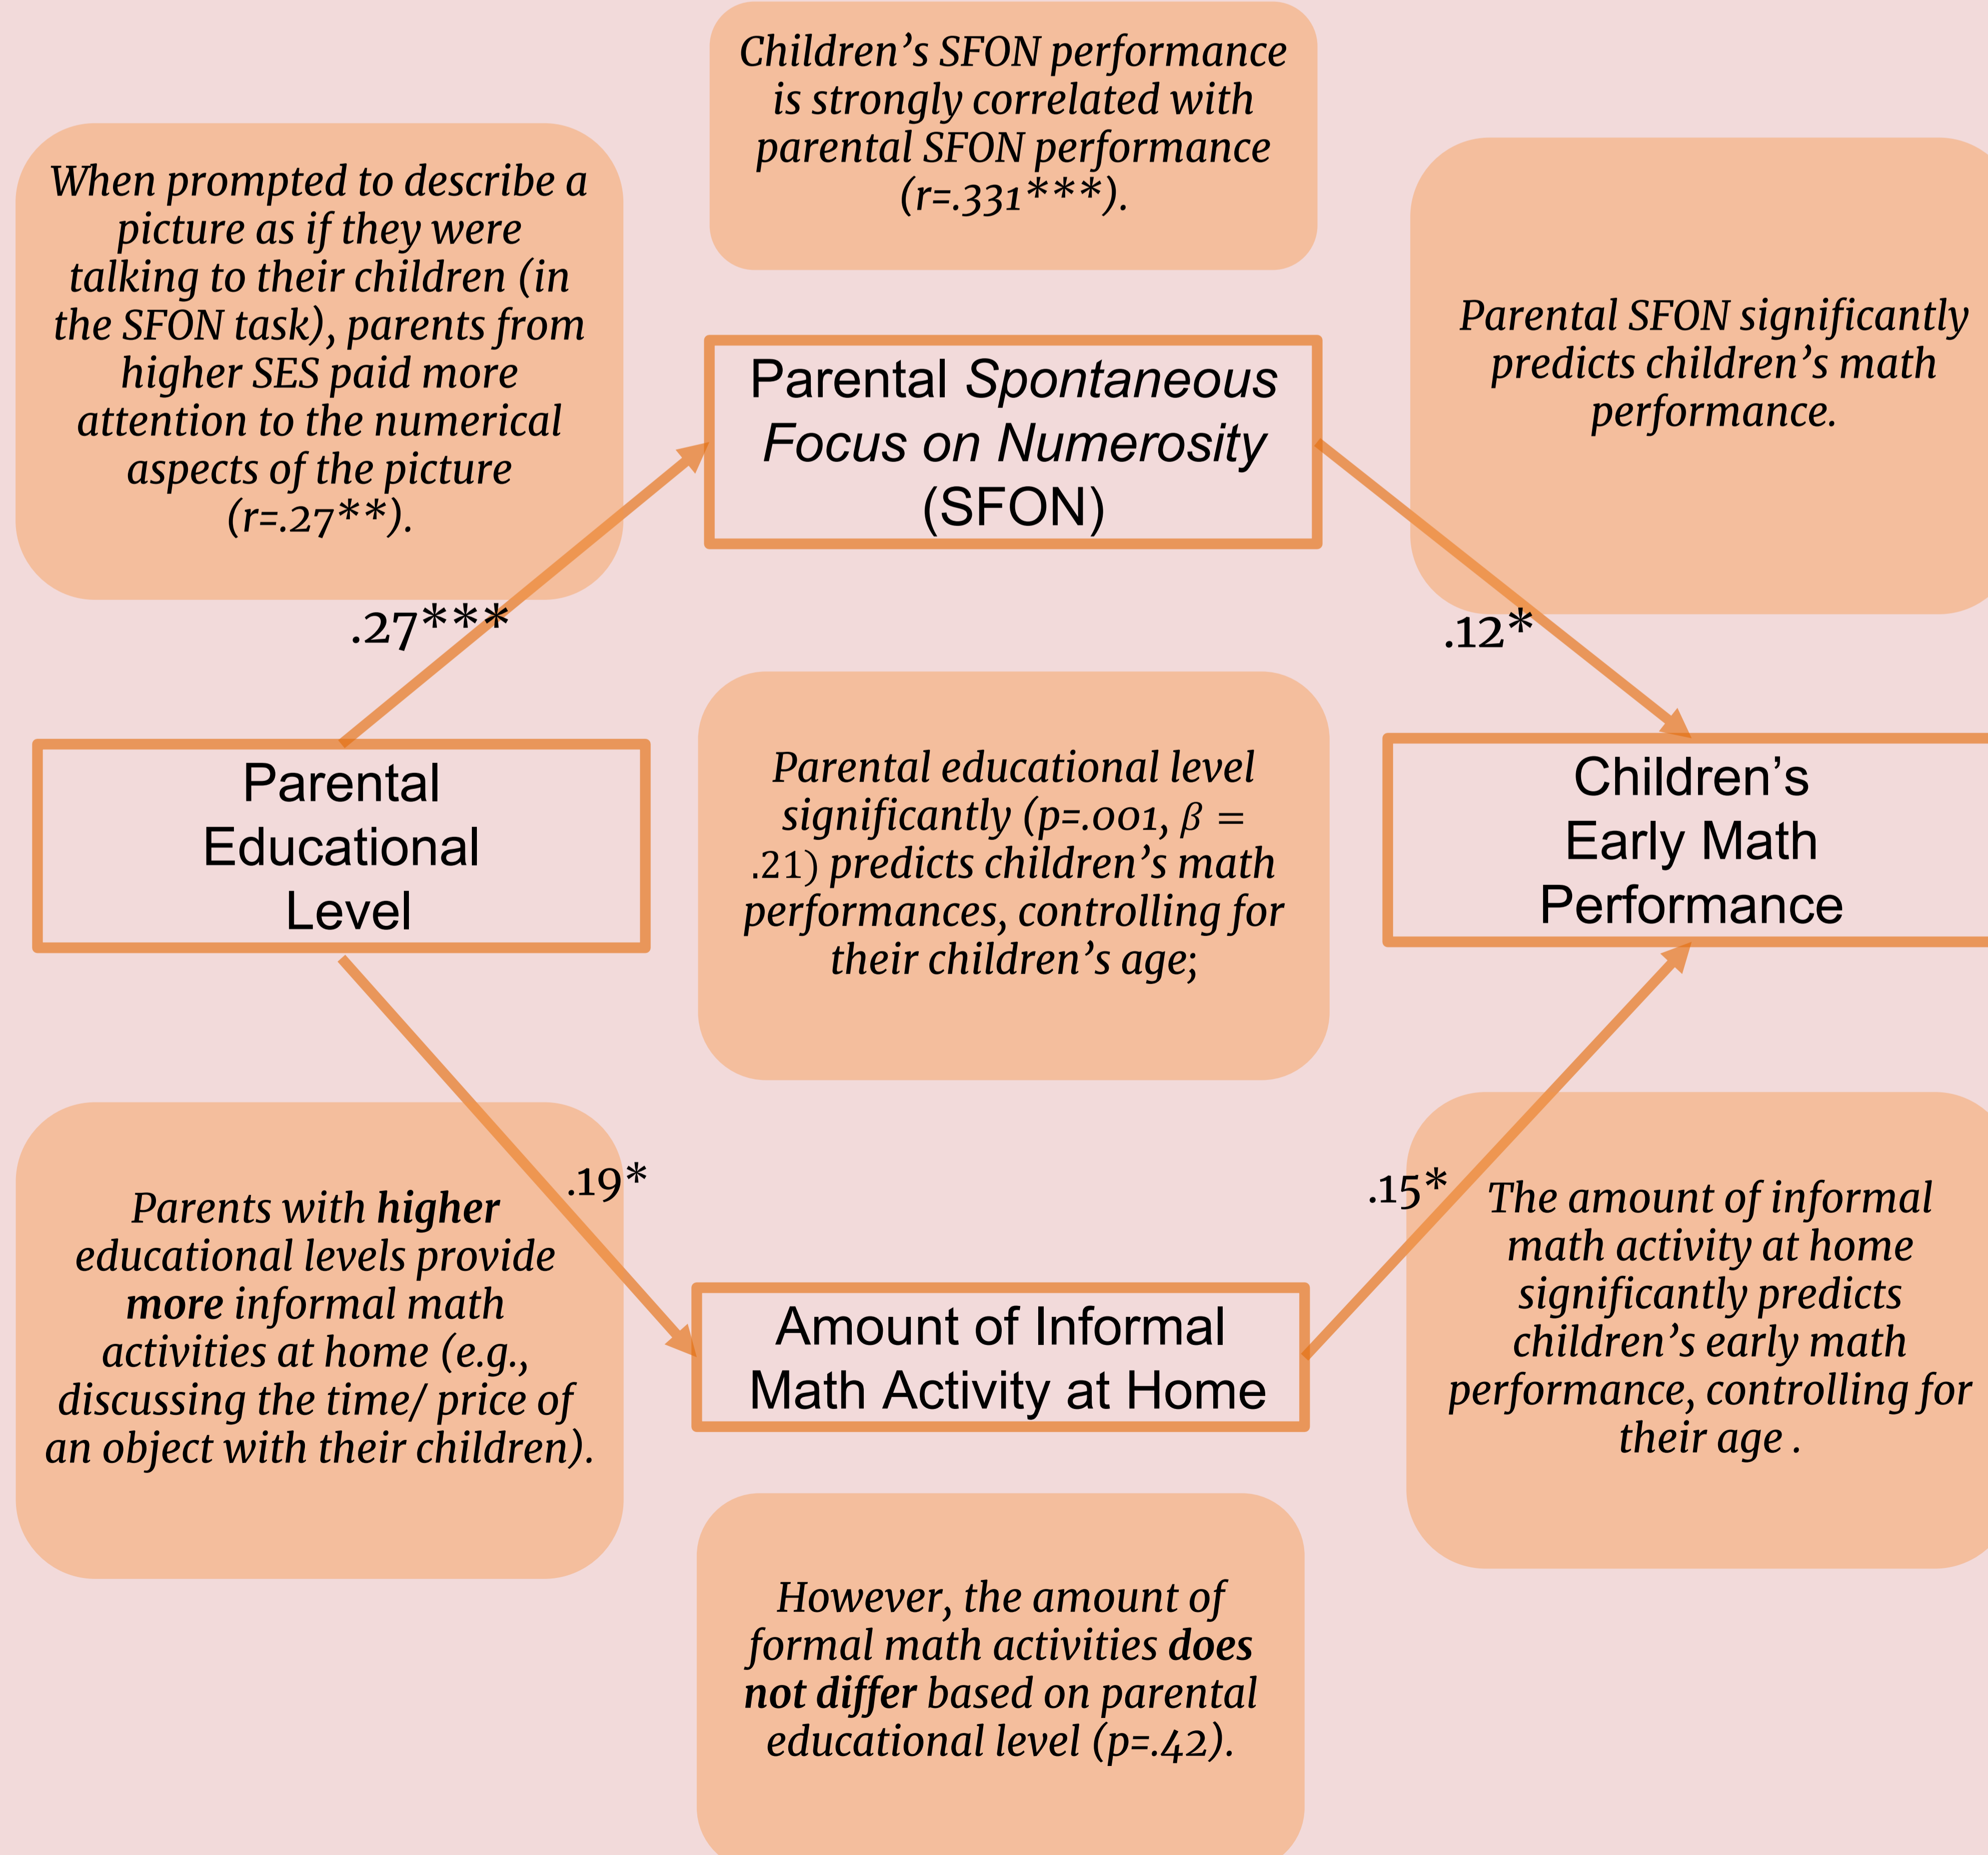 Children's SFON performance
is strongly correlated with
parental SFON performance
(r=.331***).
When prompted to describe a
picture as if they were
talking to their children (in
the SFON task), parents from
higher SES paid more
attention to the numerical
aspects of the picture
(r=.27**).
Parental SFON significantly
predicts children's math
performance.
Parental Spontaneous
Focus on Numerosity
(SFON)
.27***
.12*
Parental
Educational
Level
Parental educational level
significantly (p=.001, β =
.21) predicts children's math
performances, controlling for
their children's age;
Children's
Early Math
Performance
.19*
.15*
Parents with higher
educational levels provide
more informal math
activities at home (e.g.,
discussing the time/ price of
an object with their children).
Amount of Informal
Math Activity at Home
The amount of informal
math activity at home
significantly predicts
children's early math
performance, controlling for
their age .
However, the amount of
formal math activities does
not differ based on parental
educational level (p=.42).